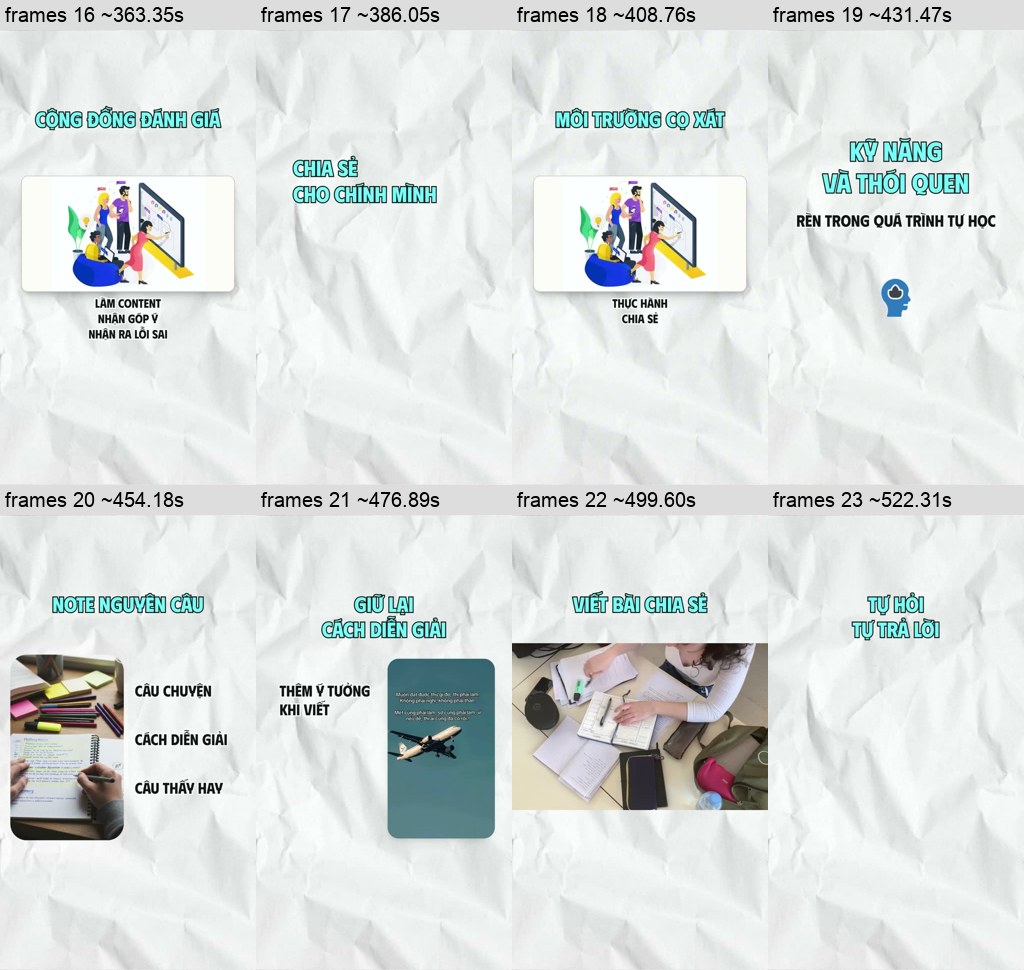 frames 16 ~363.35s
CỘNG ĐỒNG ĐÁNH GIÁ
LÀM CONTENT
NHẬN GÓP Ý
NHẬN RA LỖI SAI
frames 17 ~386.05s
CHIA SẺ
CHO CHÍNH MÌNH
frames 18 ~408.76s
MÔI TRƯỜNG CỌ XÁT
THỰC HÀNH
CHIA SẺ
frames 19 ~431.47s
KỸ NĂNG
VÀ THÓI QUEN
RÈN TRONG QUÁ TRÌNH TỰ HỌC
frames 20 ~454.18s
NOTE NGUYÊN CÂU
CÂU CHUYỆN
CÁCH DIỄN GIẢI
CÂU THẤY HAY
frames 21 ~476.89s
GIỮ LẠI
CÁCH DIỄN GIẢI
THÊM Ý TƯỞNG
KHI VIẾT
frames 22 ~499.60s
VIẾT BÀI CHIA SẺ
frames 23 ~522.31s
TỰ HỎI
TỰ TRẢ LỜI